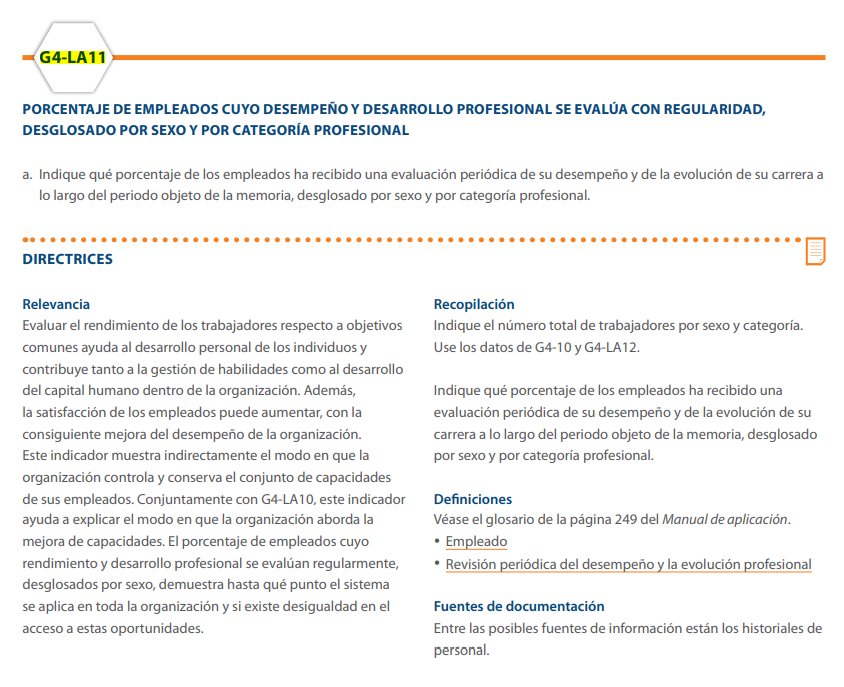 G4-LA11
PORCENTAJE DE EMPLEADOS CUYO DESEMPEÑO Y DESARROLLO PROFESIONAL SE EVALÚA CON REGULARIDAD,
DESGLOSADO POR SEXO Y POR CATEGORÍA PROFESIONAL
a. Indique qué porcentaje de los empleados ha recibido una evaluación periódica de su desempeño y de la evolución de su carrera a
lo largo del periodo objeto de la memoria, desglosado por sexo y por categoría profesional.
DIRECTRICES
Relevancia
Evaluar el rendimiento de los trabajadores respecto a objetivos
comunes ayuda al desarrollo personal de los individuos y
contribuye tanto a la gestión de habilidades como al desarrollo
del capital humano dentro de la organización. Además,
la satisfacción de los empleados puede aumentar, con la
consiguiente mejora del desempeño de la organización.
Este indicador muestra indirectamente el modo en que la
organización controla y conserva el conjunto de capacidades
de sus empleados. Conjuntamente con G4-LA10, este indicador
ayuda a explicar el modo en que la organización aborda la
mejora de capacidades. El porcentaje de empleados cuyo
rendimiento y desarrollo profesional se evalúan regularmente,
desglosados por sexo, demuestra hasta qué punto el sistema
se aplica en toda la organización y si existe desigualdad en el
acceso a estas oportunidades.
Recopilación
Indique el número total de trabajadores por sexo y categoría.
Use los datos de G4-10 y G4-LA12.
Indique qué porcentaje de los empleados ha recibido una
evaluación periódica de su desempeño y de la evolución de su
carrera a lo largo del periodo objeto de la memoria, desglosado
por sexo y por categoría profesional.
Definiciones
Véase el glosario de la página 249 del Manual de aplicación.
• Empleado
• Revisión periódica del desempeño y la evolución profesional
Fuentes de documentación
Entre las posibles fuentes de información están los historiales de
personal.